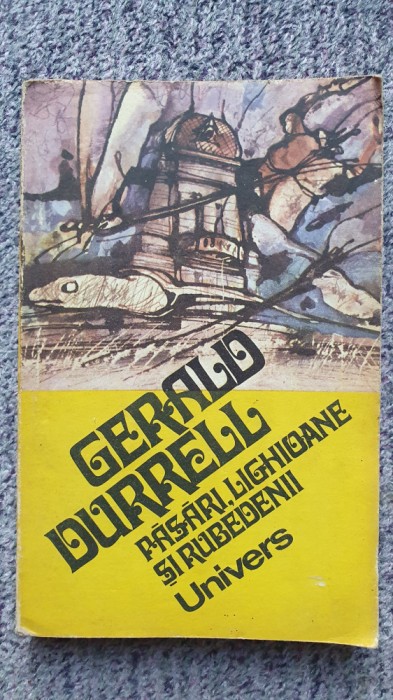 GERALD
DURRELL
PĂSĂRI, LIGHIOANE
ŞI RUBEDENII
Univers